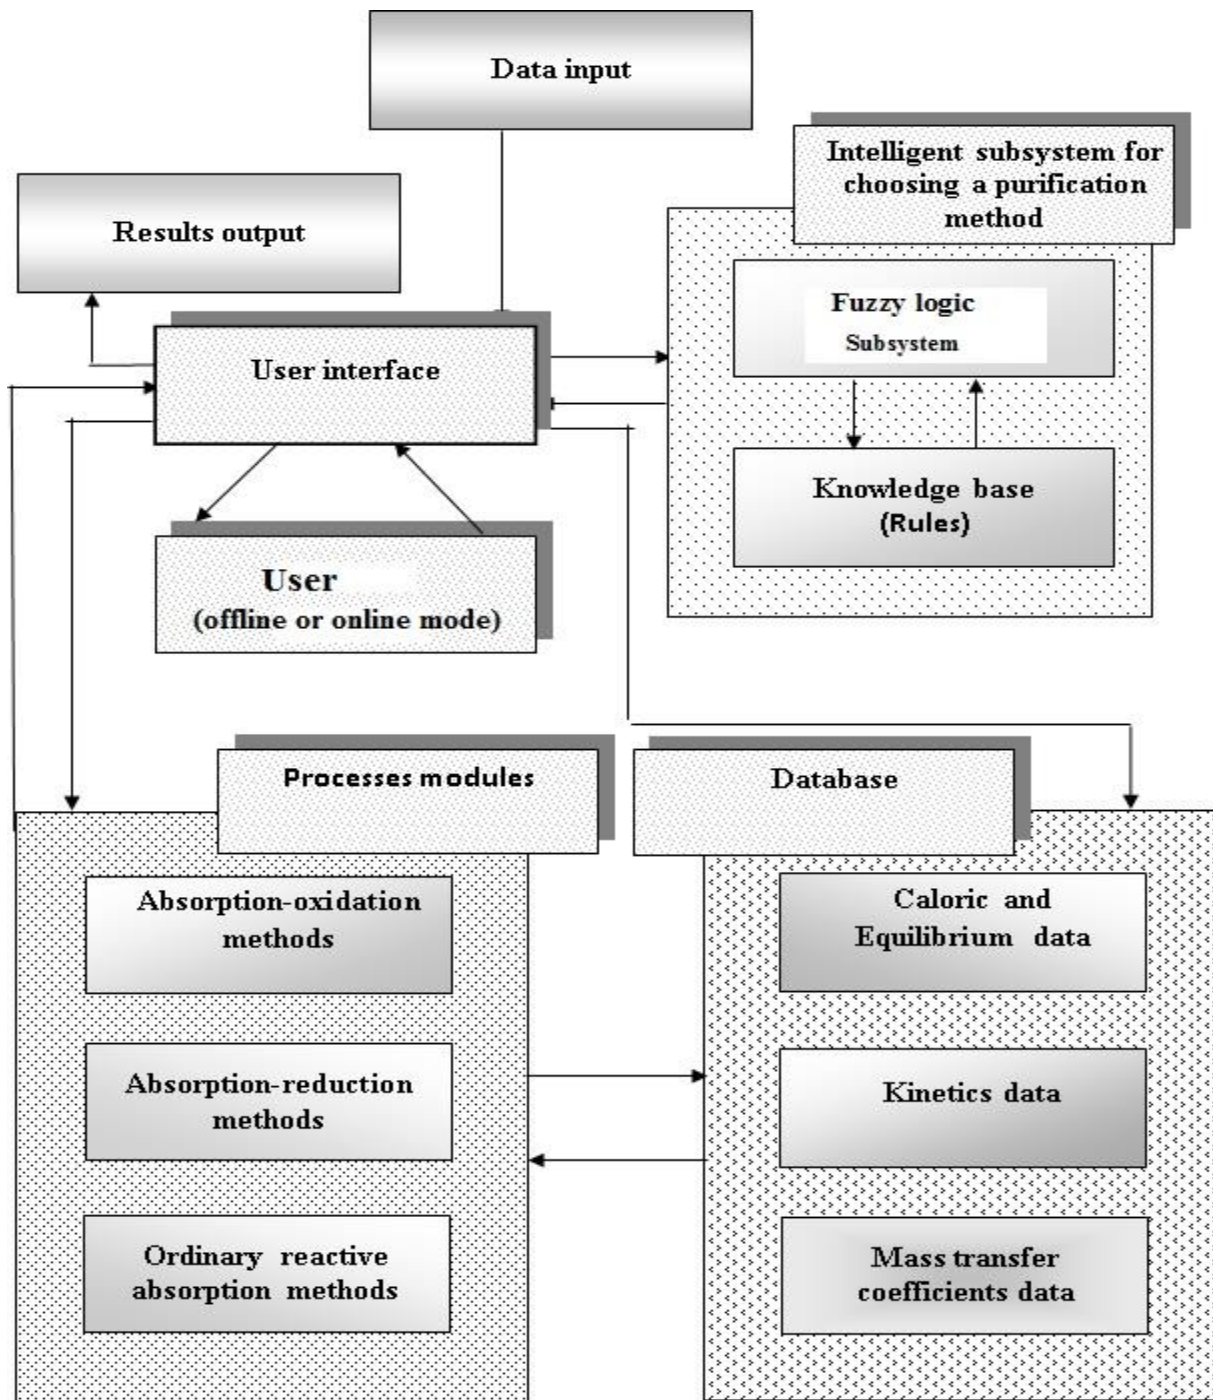 Data input
Intelligent subsystem for
choosing a purification
method
Results output
Fuzzy logic
Subsystem
User interface
Knowledge base
(Rules)
User
(offline or online mode)
Processes modules
Database
Absorption-oxidation
methods
Caloric and
Equilibrium data
Absorption-reduction
methods
Kinetics data
Ordinary reactive
absorption methods
Mass transfer
coefficients data